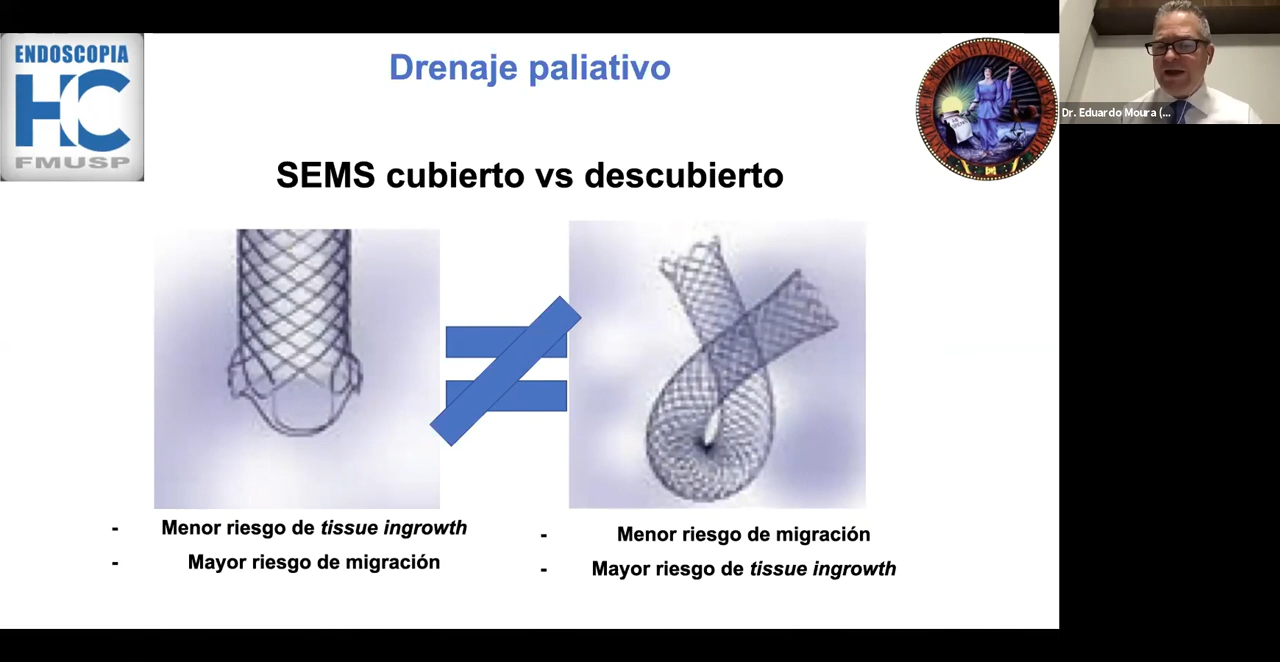 ENDOSCOPIA
HC
FMUSP
Drenaje paliativo
SEMS cubierto vs descubierto
- Menor riesgo de tissue ingrowth
- Mayor riesgo de migración
- Menor riesgo de migración
- Mayor riesgo de tissue ingrowth
Dr. Eduardo Moura (...